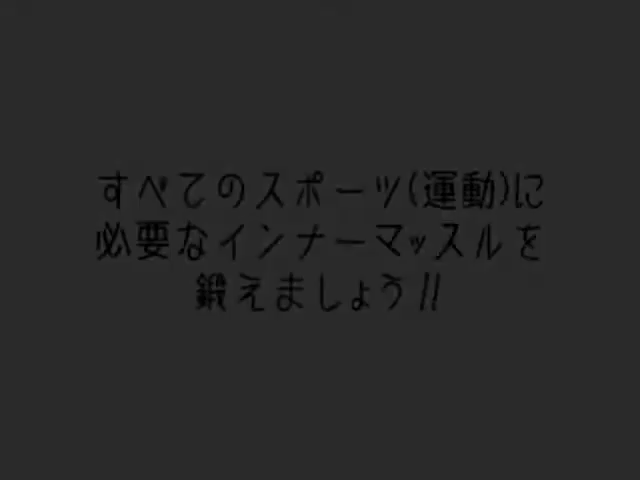 すべてのスポーツ(運動)に
必要なインナーマッスルを
鍛えましょう!!